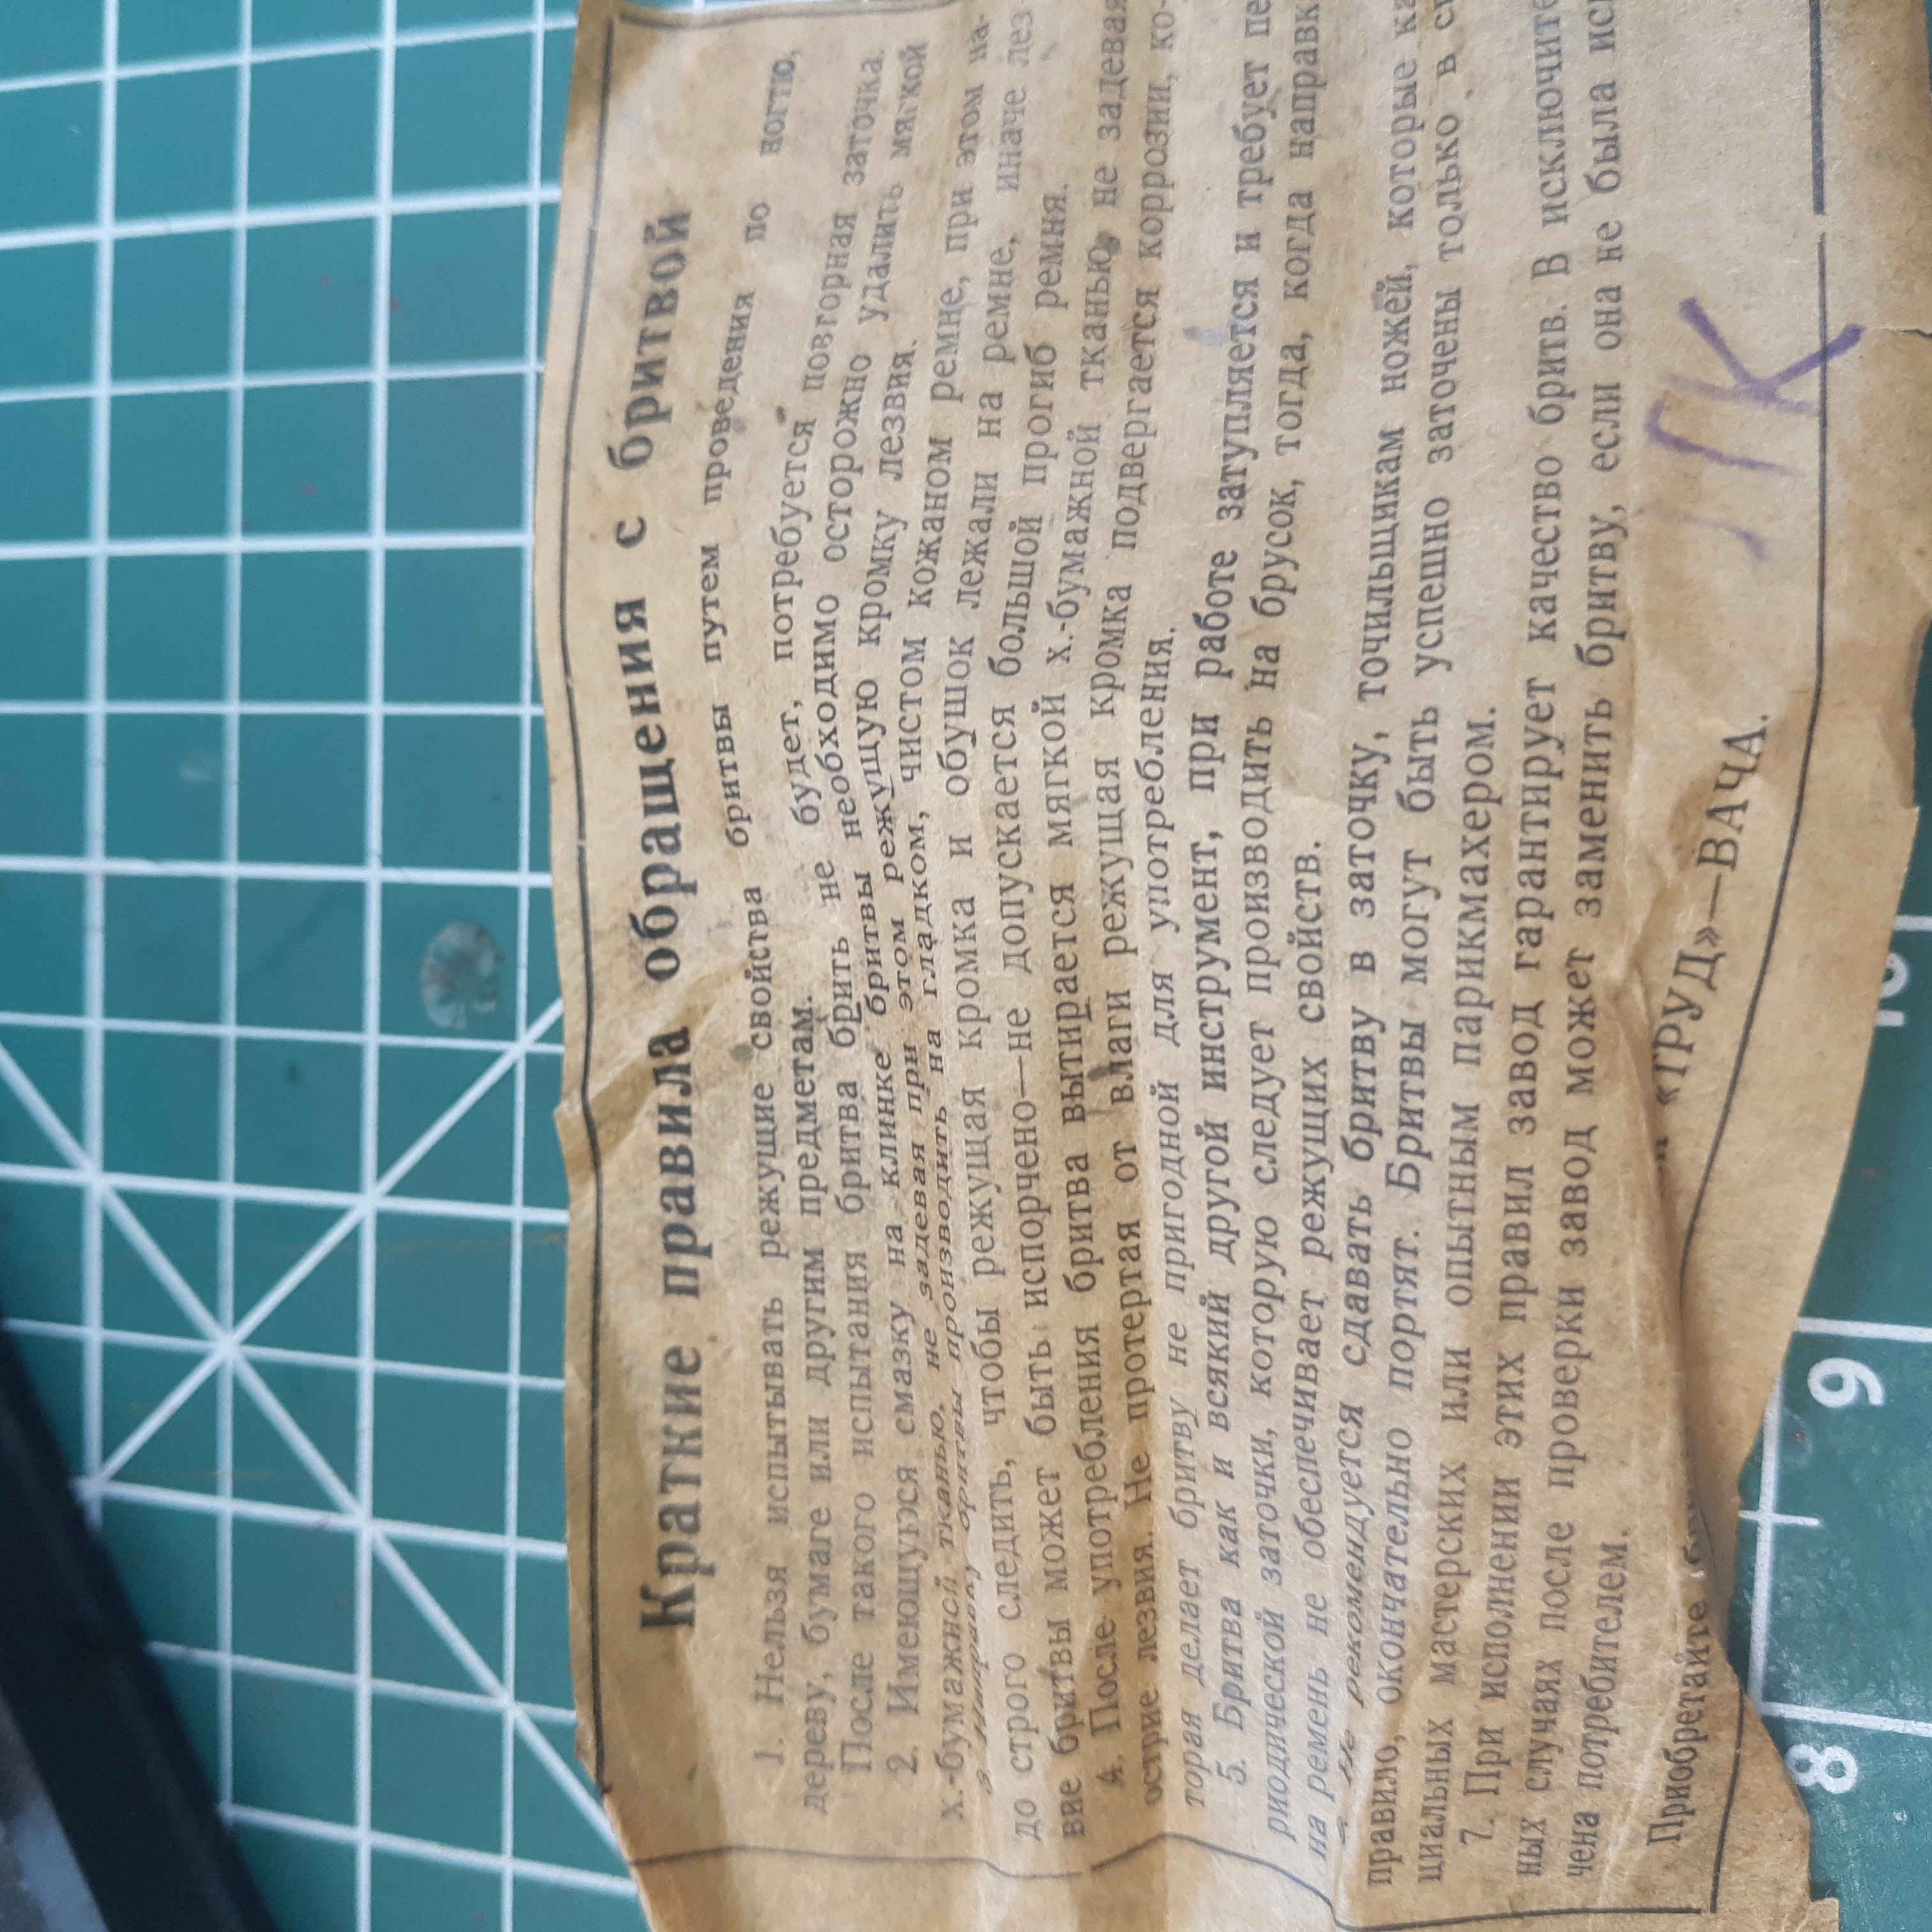 Краткие правила обращения с бритвой
1. Нельзя испытывать режущие свойства бритвы путем проведения по ногтю,
дереву, бумаге или другим предметам.
После такого испытания бритва брить не будет, потребуется повторная заточка.
2. Имеющуюся смазку на клинке бритвы необходимо осторожно удалить мягкой
х.-бумажной тканью, не задевая при этом режущую кромку лезвия.
3. Направку бритвы производить на гладком, чистом кожаном ремне, при этом на-
до строго следить, чтобы режущая кромка и обушок лежали на ремне, иначе лез-
вие бритвы может быть испорчено—не допускается большой прогиб ремня.
4. После употребления бритва вытирается мягкой х.-бумажной тканью, не задевая
острие лезвия. Не протертая от влаги режущая кромка подвергается коррозии, ко-
торая делает бритву не пригодной для употребления.
5. Бритва как и всякий другой инструмент, при работе затупляется и требует пе
риодической заточки, которую следует производить на брусок, тогда, когда направк
на ремень не обеспечивает режущих свойств.
Не рекомендуется сдавать бритву в заточку, точильщикам ножей, которые ка
правило, окончательно портят. Бритвы могут быть успешно заточены только в сп
циальных мастерских или опытным парикмахером.
7. При исполнении этих правил завод гарантирует качество бритв. В исключите
ных случаях после проверки завод может заменить бритву, если она не была исп
чена потребителем.
Приобретайте «ТРУД»—ВАЧА.
ЛК